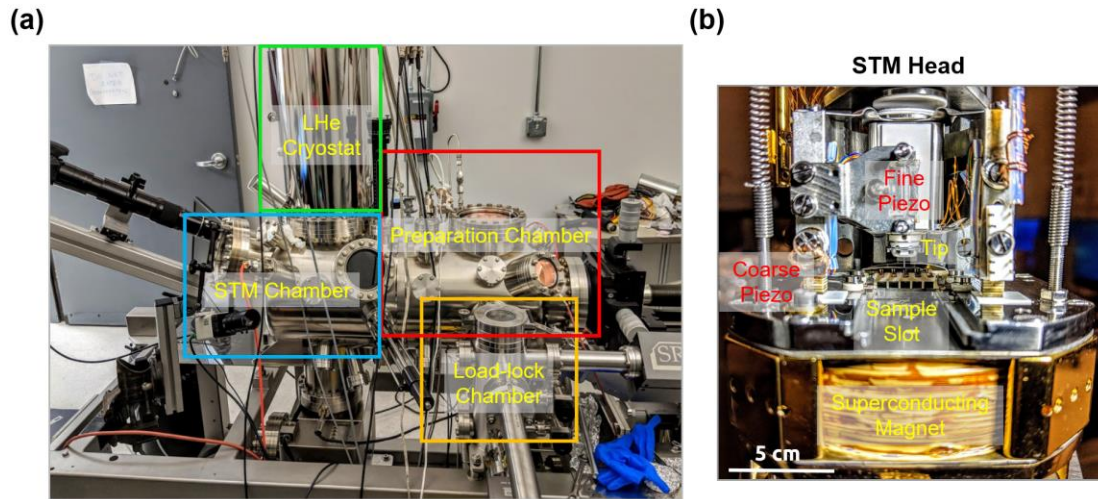 (a)
(b)
STM Head
LHe
Cryostat
Preparation Chamber
STM Chamber
Load-lock
Chamber
Fine
Piezo
Tip
Coarse
Piezo
Sample
Slot
Superconducting
Magnet
5 cm